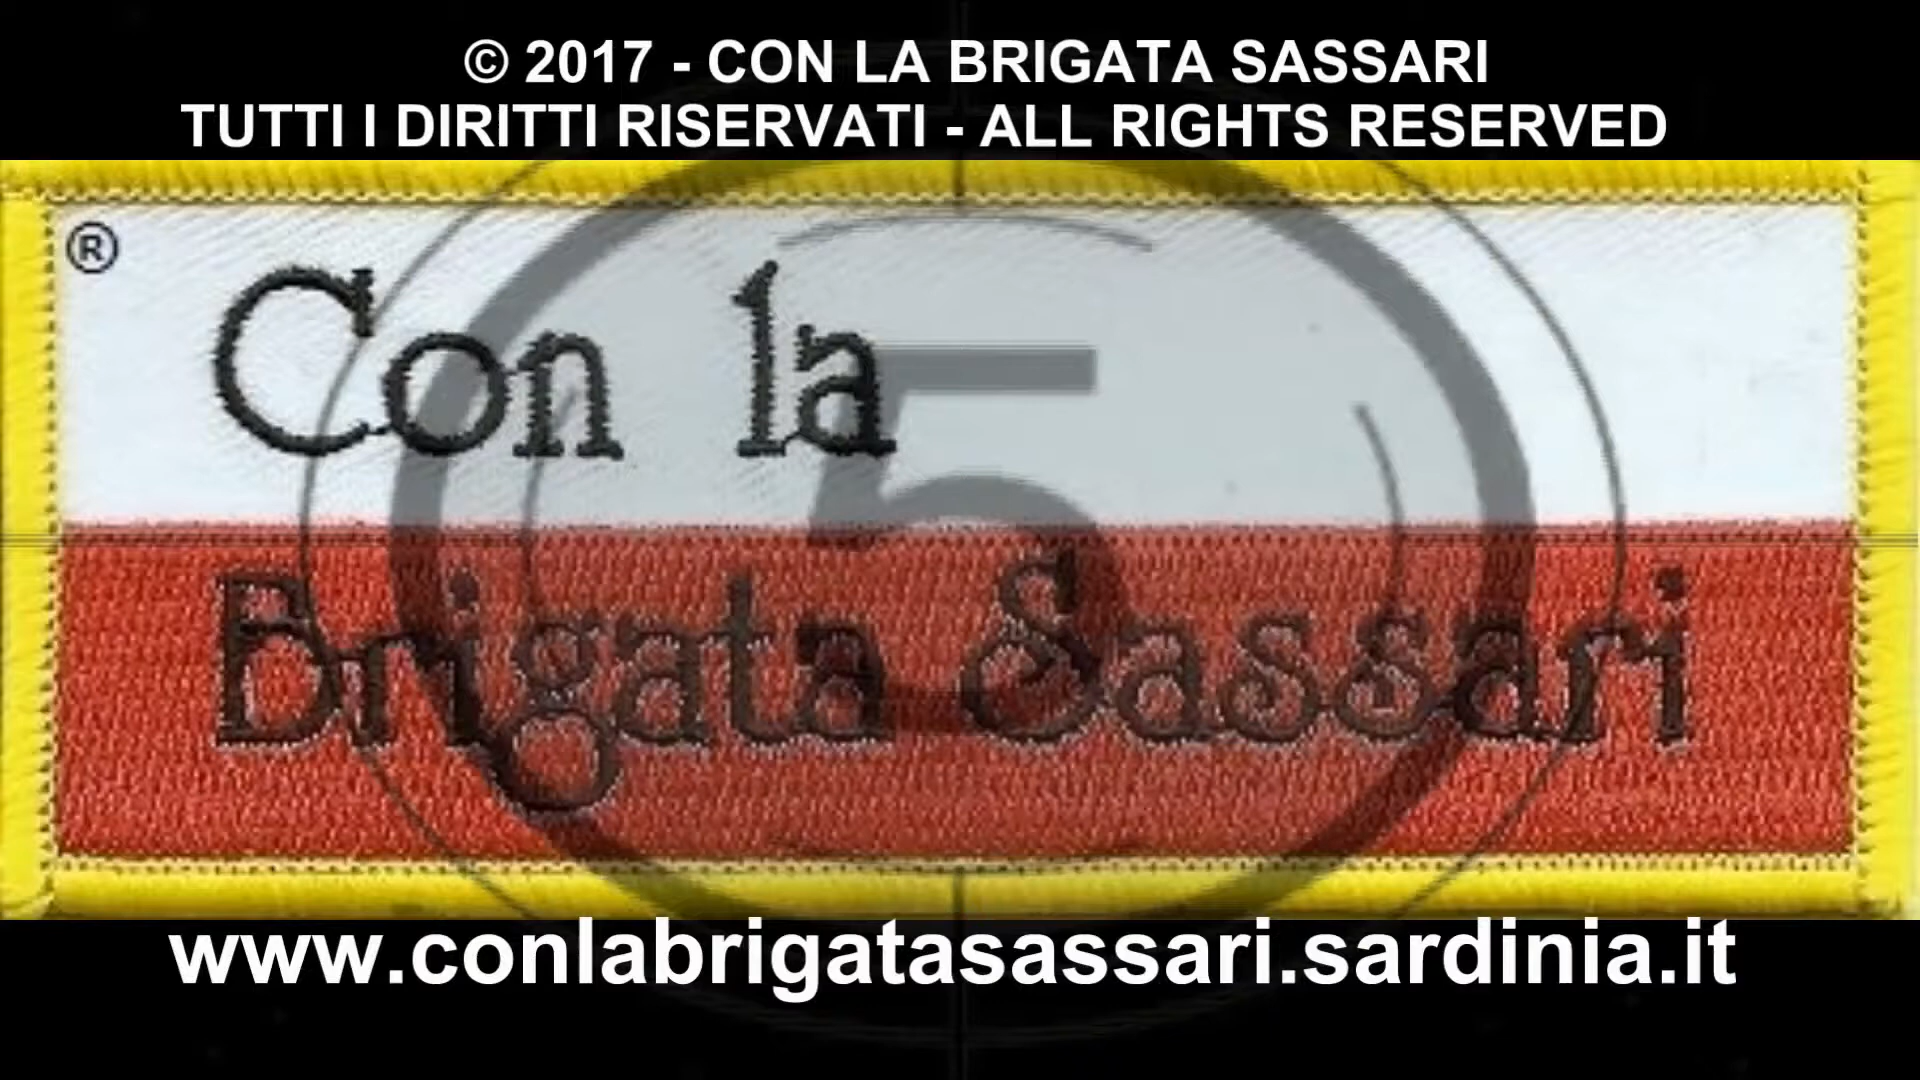 © 2017 - CON LA BRIGATA SASSARI
TUTTI I DIRITTI RISERVATI - ALL RIGHTS RESERVED
®
Con la
5
Brigata Sassari
www.conlabrigatasassari.sardinia.it